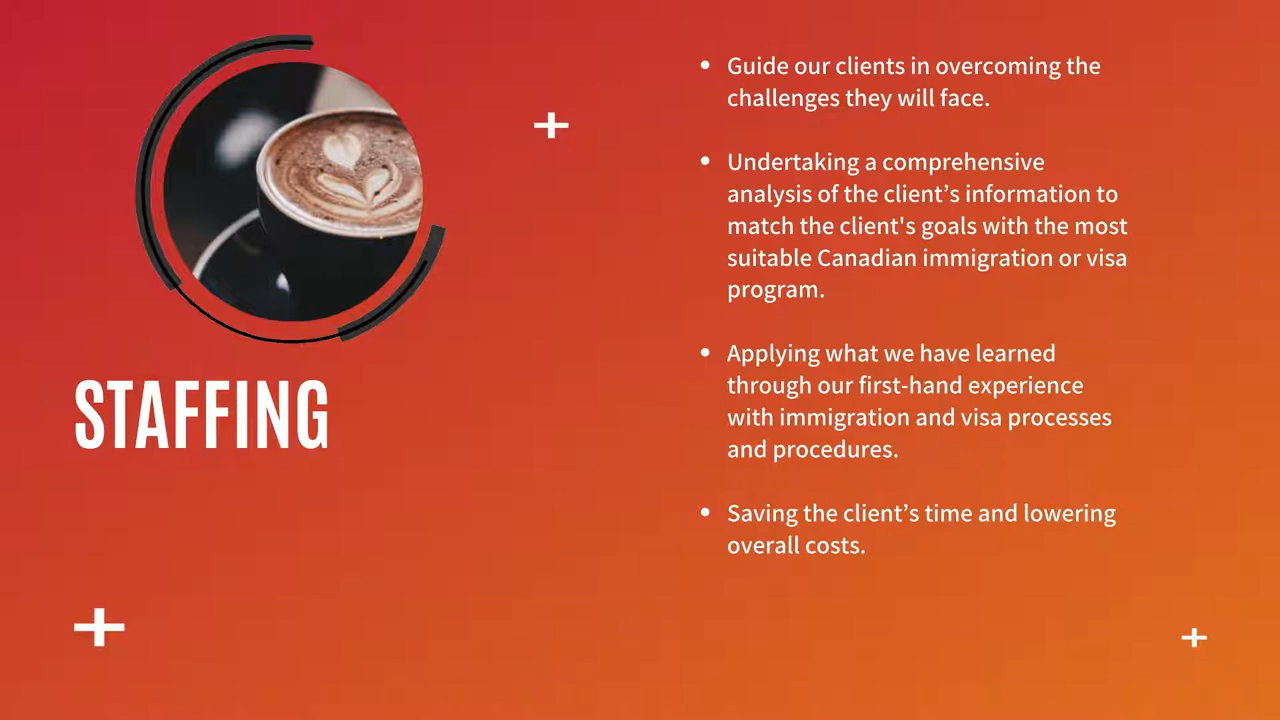 STAFFING
• Guide our clients in overcoming the
challenges they will face.
• Undertaking a comprehensive
analysis of the client’s information to
match the client's goals with the most
suitable Canadian immigration or visa
program.
• Applying what we have learned
through our first-hand experience
with immigration and visa processes
and procedures.
• Saving the client’s time and lowering
overall costs.